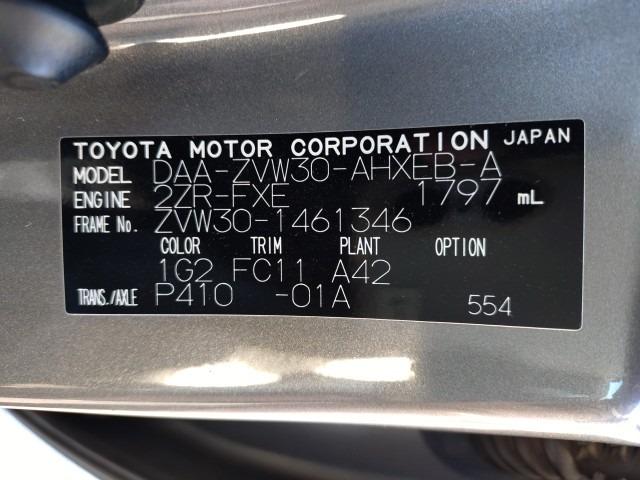 TOYOTA MOTOR CORPORATION JAPAN
MODEL DAA-ZVW30-AHXEB-A
ENGINE 2ZR-FXE 1797 mL
FRAME No. ZVW30-1461346
COLOR TRIM PLANT OPTION
1G2 FC11 A42
TRANS./AXLE P410 -01A 554